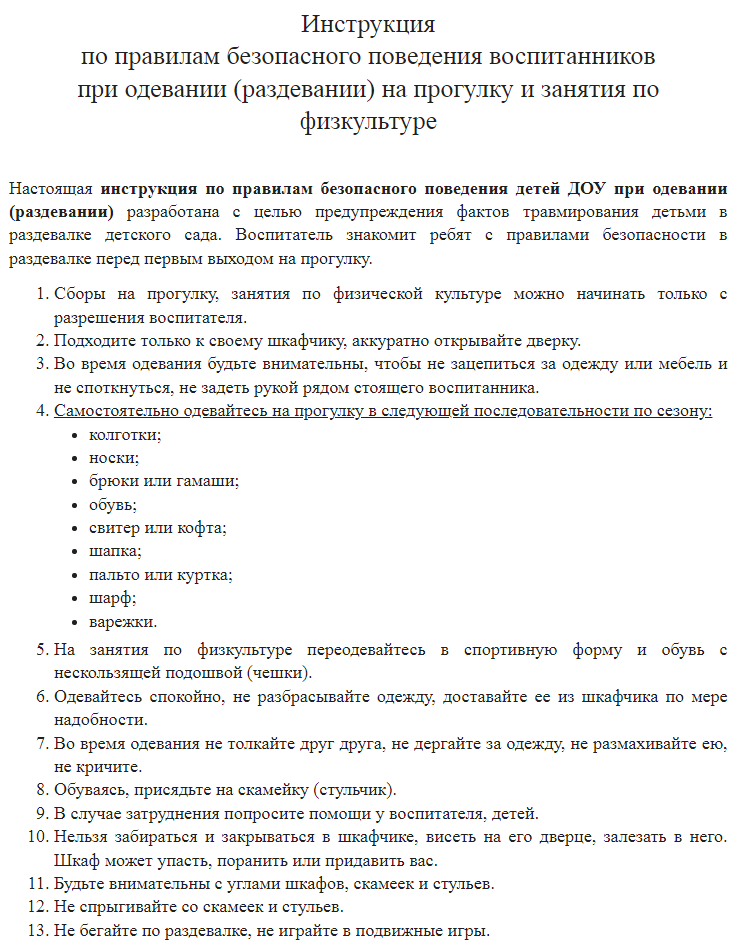 Инструкция
по правилам безопасного поведения воспитанников
при одевании (раздевании) на прогулку и занятия по
физкультуре
Настоящая инструкция по правилам безопасного поведения детей ДОУ при одевании
(раздевании) разработана с целью предупреждения фактов травмирования детьми в
раздевалке детского сада. Воспитатель знакомит ребят с правилами безопасности в
раздевалке перед первым выходом на прогулку.
1. Сборы на прогулку, занятия по физической культуре можно начинать только с
разрешения воспитателя.
2. Подходите только к своему шкафчику, аккуратно открывайте дверку.
3. Во время одевания будьте внимательны, чтобы не зацепиться за одежду или мебель и
не споткнуться, не задеть рукой рядом стоящего воспитанника.
4. Самостоятельно одевайтесь на прогулку в следующей последовательности по сезону:
• колготки;
• носки;
• брюки или гамаши;
• обувь;
• свитер или кофта;
• шапка;
• пальто или куртка;
• шарф;
• варежки.
5. На занятия по физкультуре переодевайтесь в спортивную форму и обувь с
нескользящей подошвой (чешки).
6. Одевайтесь спокойно, не разбрасывайте одежду, доставайте ее из шкафчика по мере
надобности.
7. Во время одевания не толкайте друг друга, не дергайте за одежду, не размахивайте ею,
не кричите.
8. Обуваясь, присядьте на скамейку (стульчик).
9. В случае затруднения попросите помощи у воспитателя, детей.
10. Нельзя забираться и закрываться в шкафчике, висеть на его дверце, залезать в него.
Шкаф может упасть, поранить или придавить вас.
11. Будьте внимательны с углами шкафов, скамеек и стульев.
12. Не спрыгивайте со скамеек и стульев.
13. Не бегайте по раздевалке, не играйте в подвижные игры.